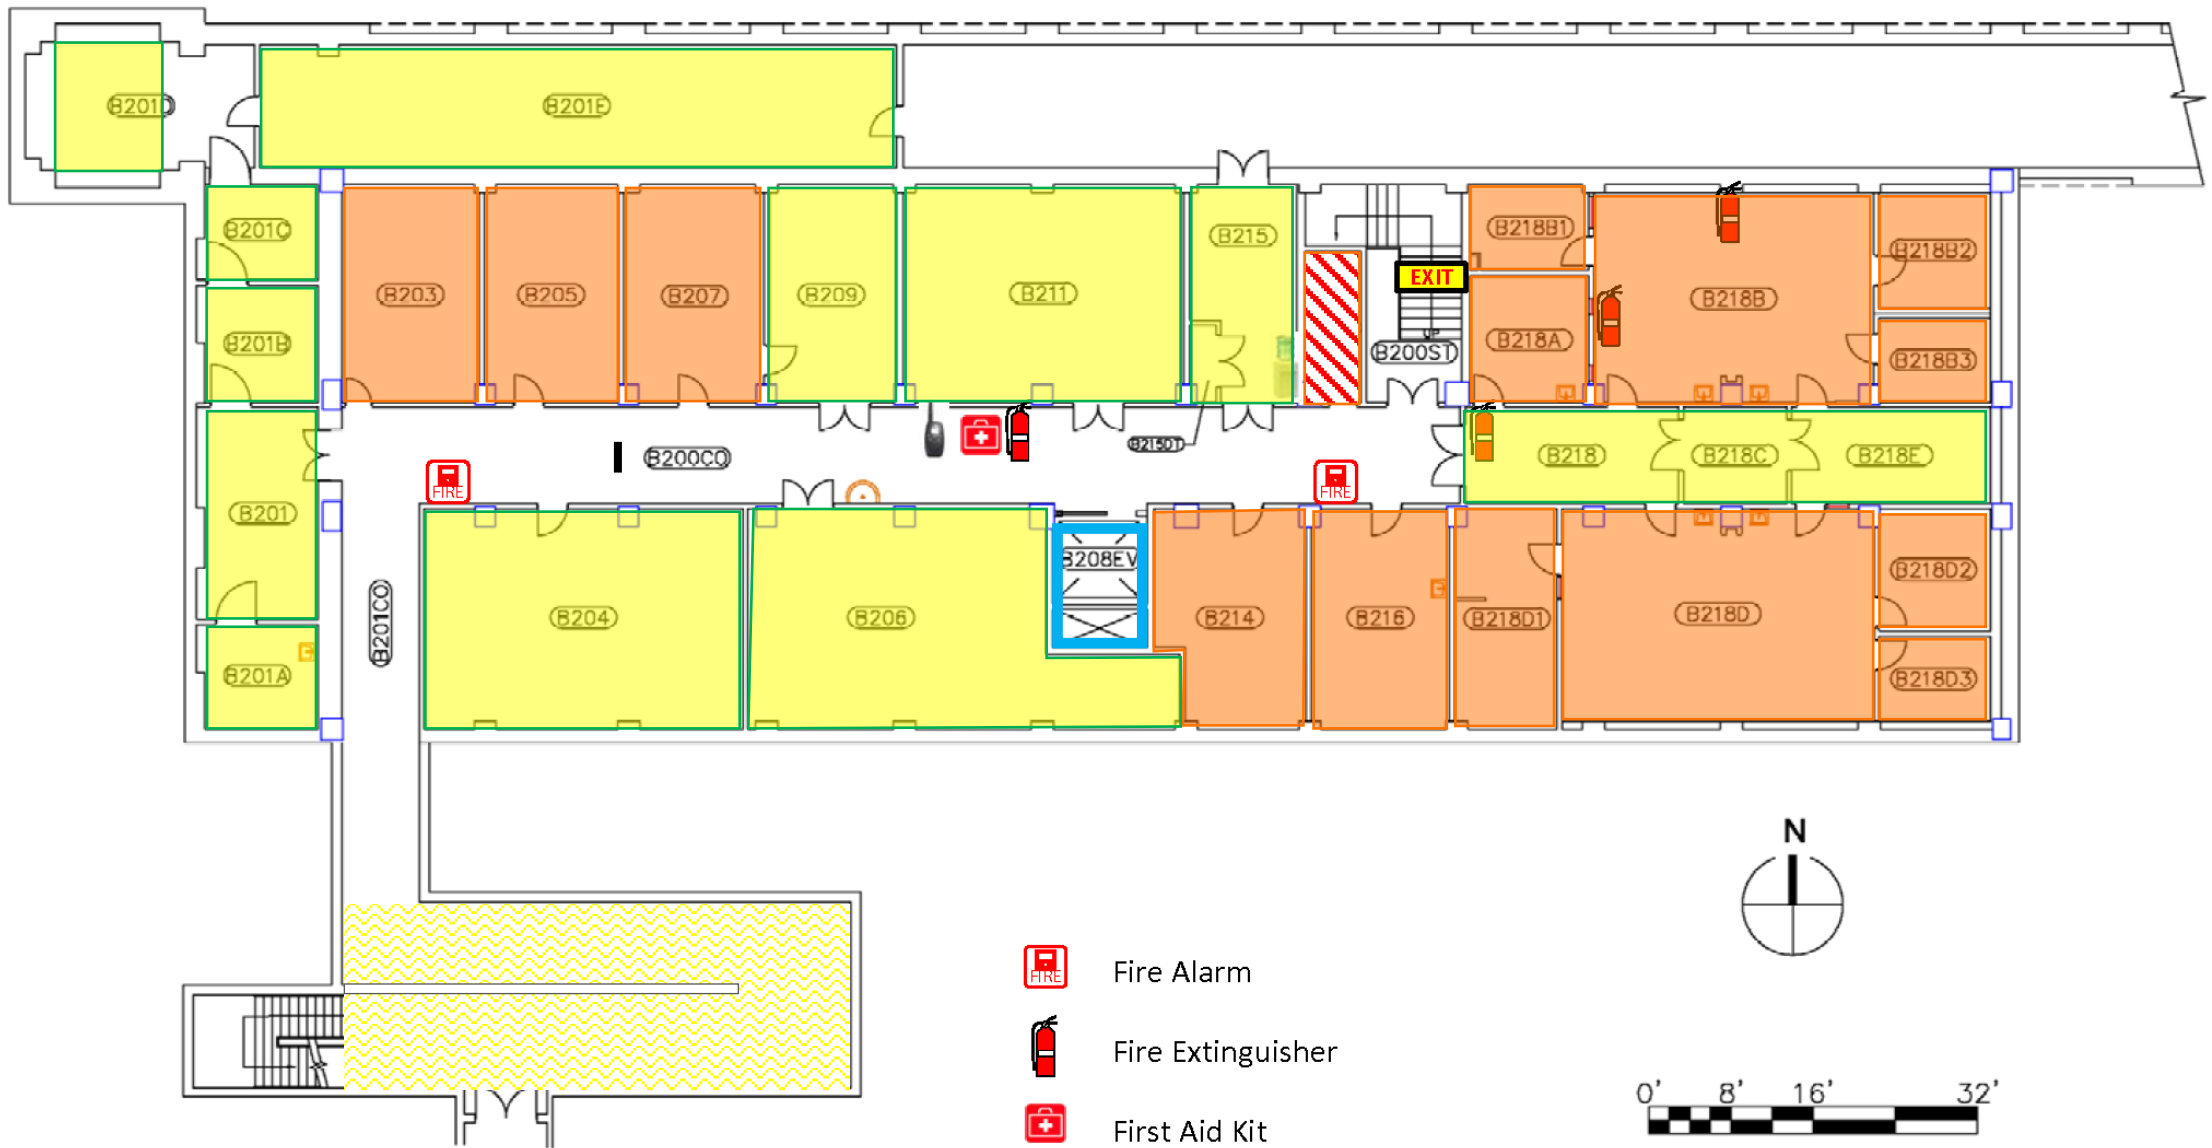 B201D
B201E
B201C
B215
B218B1
B218B2
EXIT
B203
B205
B207
B209
B211
B218B
B201B
UP
B218A
B200ST
B218B3
B200CO
B215DT
B218
B218C
B218E
FIRE
FIRE
B201
B208EV
B218D2
B201CO
B204
B206
B214
B216
B218D1
B218D
B201A
B218D3
N
FIRE
Fire Alarm
Fire Extinguisher
First Aid Kit
0' 8' 16' 32'